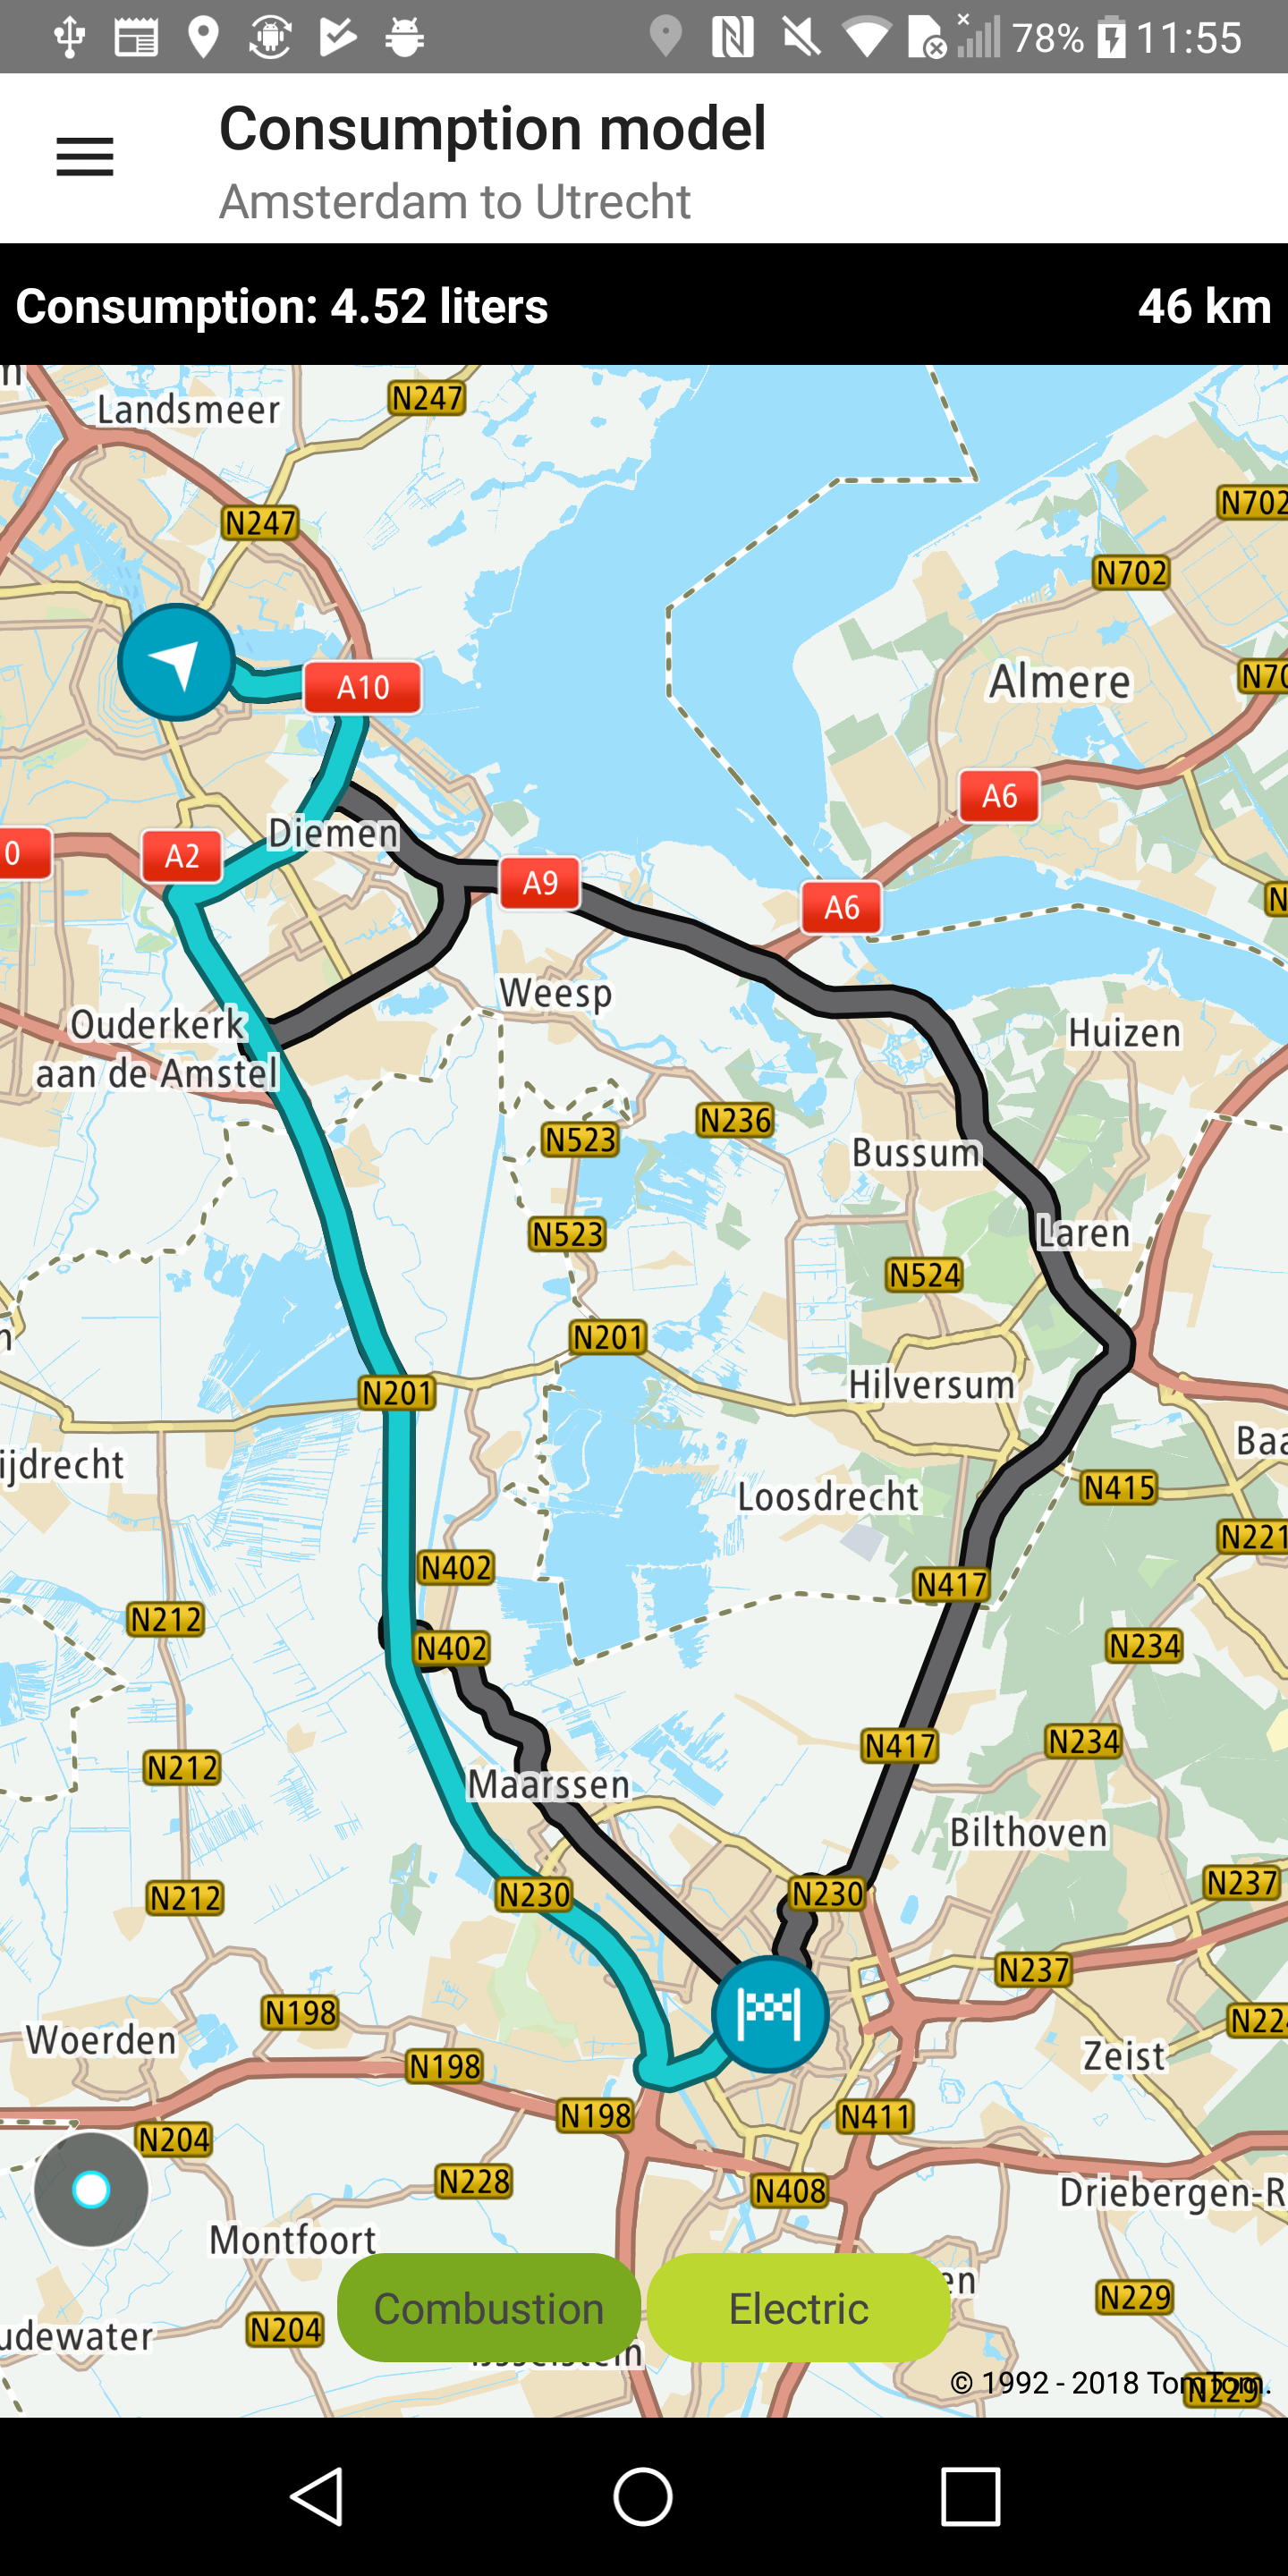 78% 11:55
Consumption model
Amsterdam to Utrecht
Consumption: 4.52 liters 46 km
Landsmeer
N247
N247
N702
N702
Almere
A10
A6
Diemen
0
A2
A9
A6
Weesp
Ouderkerk
aan de Amstel
Huizen
N523
N236
Bussum
N523
Laren
N524
N201
N201
Hilversum
ijdrecht
Loosdrecht
N415
N221
N402
N417
N212
N402
N234
N212
N417
N234
Maarssen
Bilthoven
N212
N230
N230
N237
N237
N198
Woerden
N198
Zeist
N198
N411
N204
N228
N408
Driebergen-R
Montfoort
en
N229
N204
udewater
Combustion Electric
© 1992 - 2018 TomTom.
N229